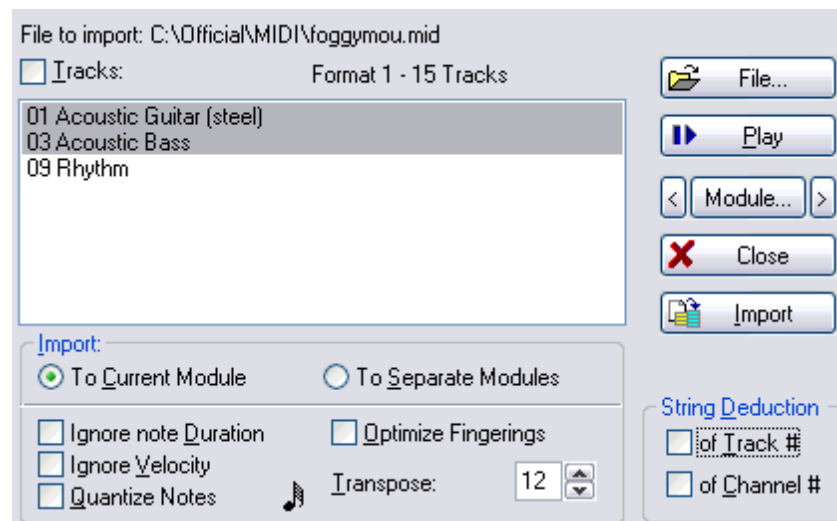 File to import: C:\Official\MIDI\foggymou.mid
Tracks:
Format 1 - 15 Tracks
01 Acoustic Guitar (steel)
03 Acoustic Bass
09 Rhythm
File...
Play
< Module... >
Close
Import
Import:
To Current Module
To Separate Modules
Ignore note Duration
Optimize Fingerings
Ignore Velocity
Transpose: 12
Quantize Notes
String Deduction
of Track #
of Channel #